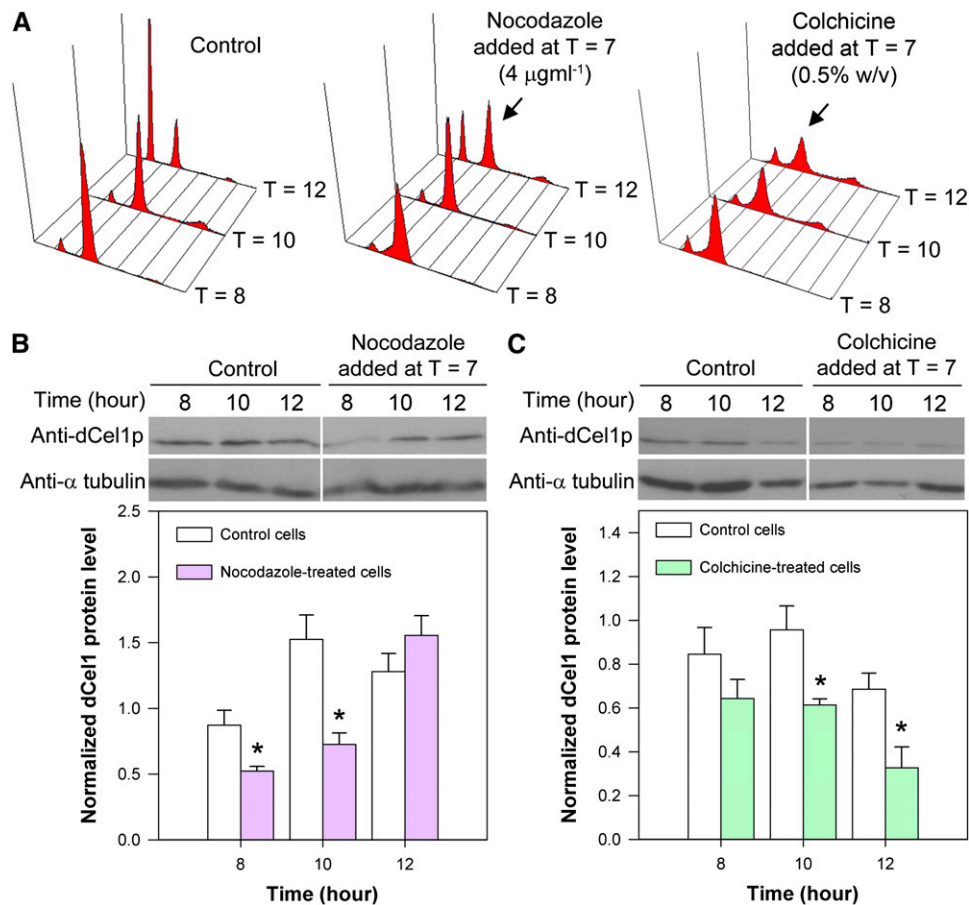 A
Control
Nocodazole
added at T = 7
(4 μgml⁻¹)
Colchicine
added at T = 7
(0.5% w/v)
T = 12
T = 10
T = 8
T = 12
T = 10
T = 8
T = 12
T = 10
T = 8
B
Control
Nocodazole
added at T = 7
Time (hour) 8 10 12 8 10 12
Anti-dCel1p
Anti-α tubulin
Normalized dCel1 protein level
2.5
2.0
1.5
1.0
0.5
0.0
Control cells
Nocodazole-treated cells
*
*
8 10 12
Time (hour)
C
Control
Colchicine
added at T = 7
Time (hour) 8 10 12 8 10 12
Anti-dCel1p
Anti-α tubulin
Normalized dCel1 protein level
1.4
1.2
1.0
0.8
0.6
0.4
0.2
0.0
Control cells
Colchicine-treated cells
*
*
8 10 12
Time (hour)